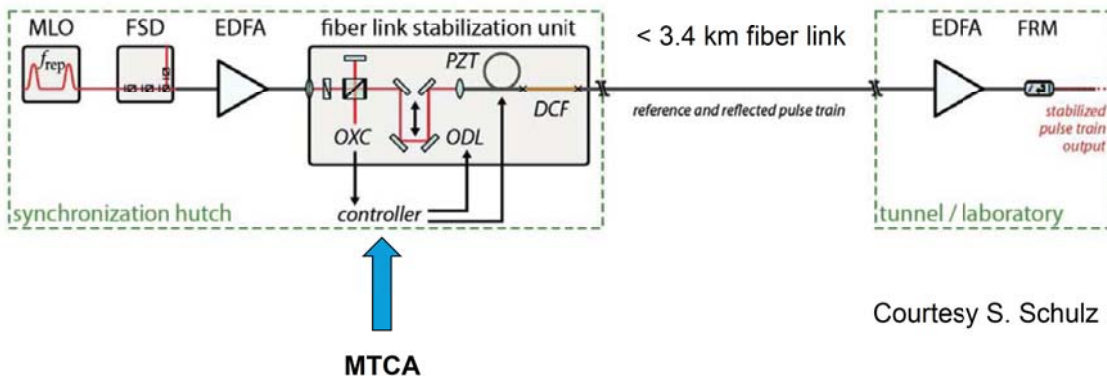 MLO FSD EDFA fiber link stabilization unit < 3.4 km fiber link EDFA FRM
f_rep
PZT
OXC ODL DCF
reference and reflected pulse train
stabilized
pulse train
output
controller
synchronization hutch
tunnel / laboratory
MTCA
Courtesy S. Schulz